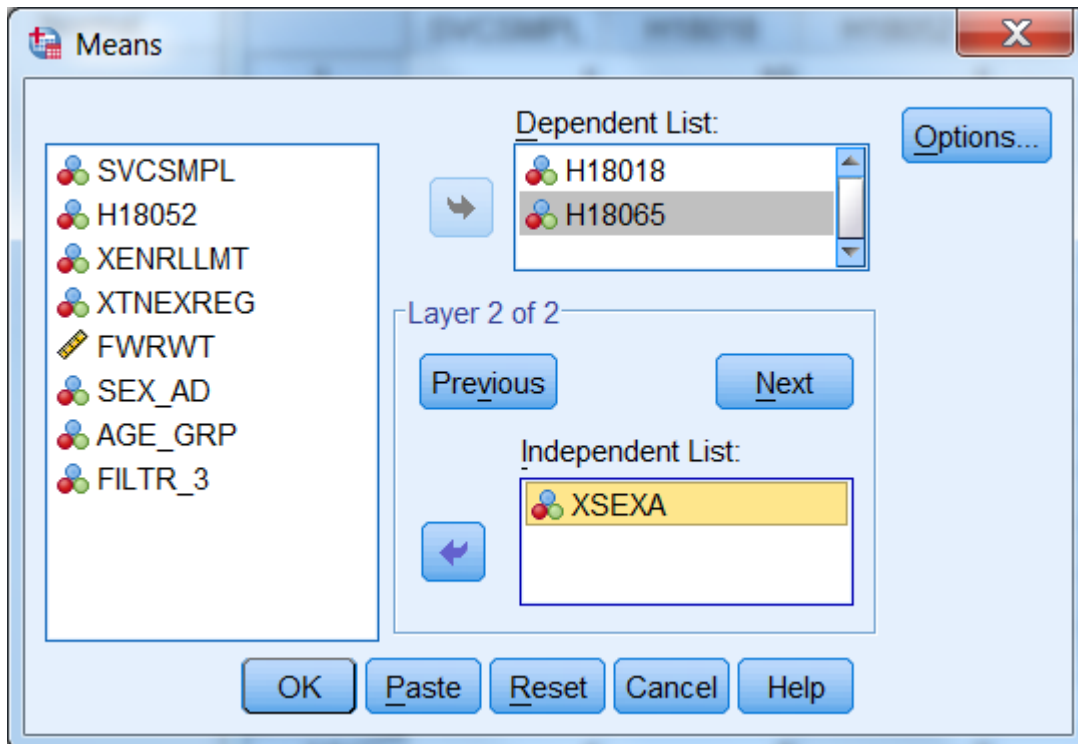 Means
SVCSMPL
H18052
XENRLLMT
XTNEXREG
FWRWT
SEX_AD
AGE_GRP
FILTR_3
Dependent List:
H18018
H18065
Options...
Layer 2 of 2
Previous
Next
Independent List:
XSEXA
OK
Paste
Reset
Cancel
Help